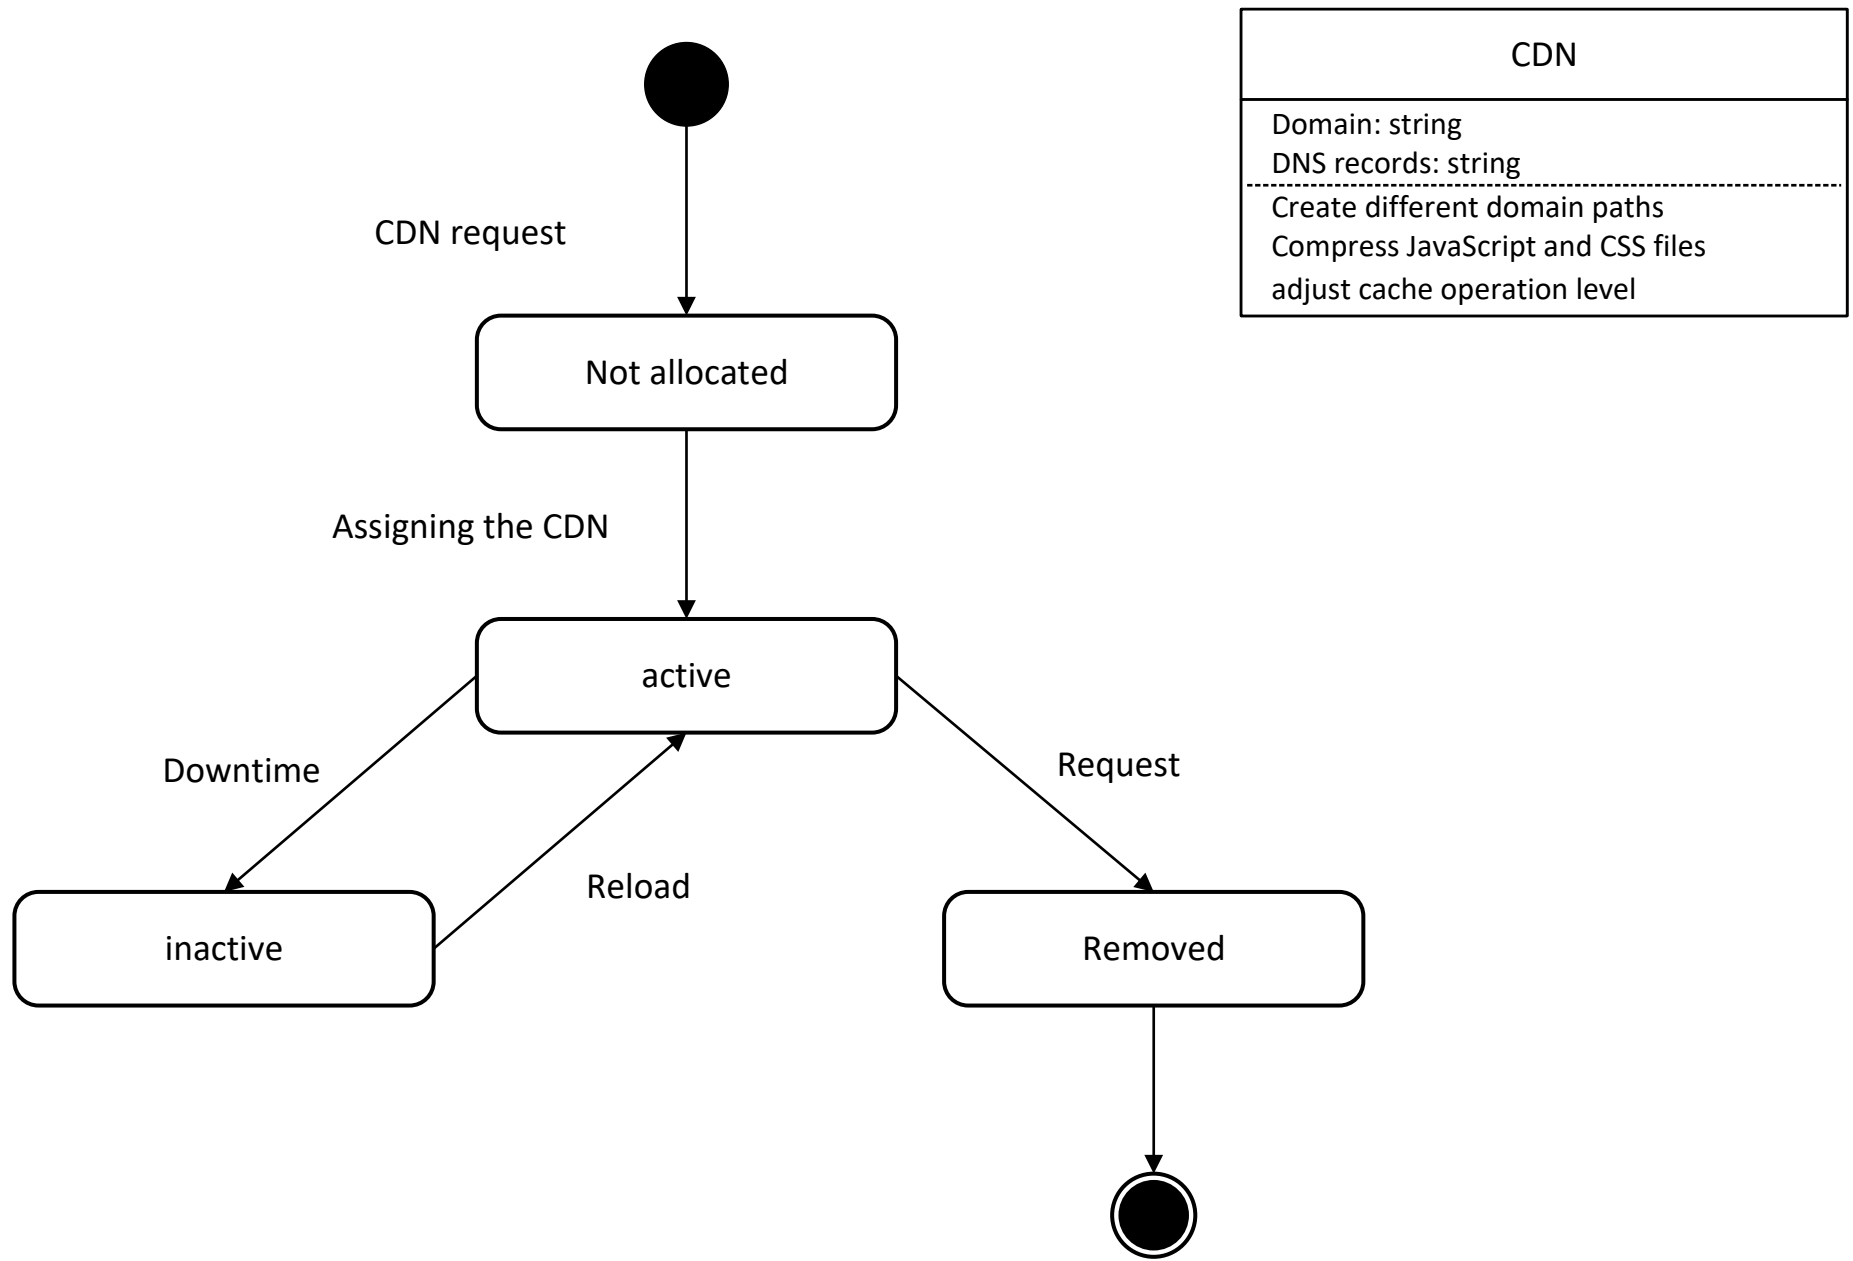 CDN
Domain: string
DNS records: string
Create different domain paths
Compress JavaScript and CSS files
adjust cache operation level
CDN request
Not allocated
Assigning the CDN
active
Downtime
Request
Reload
inactive
Removed